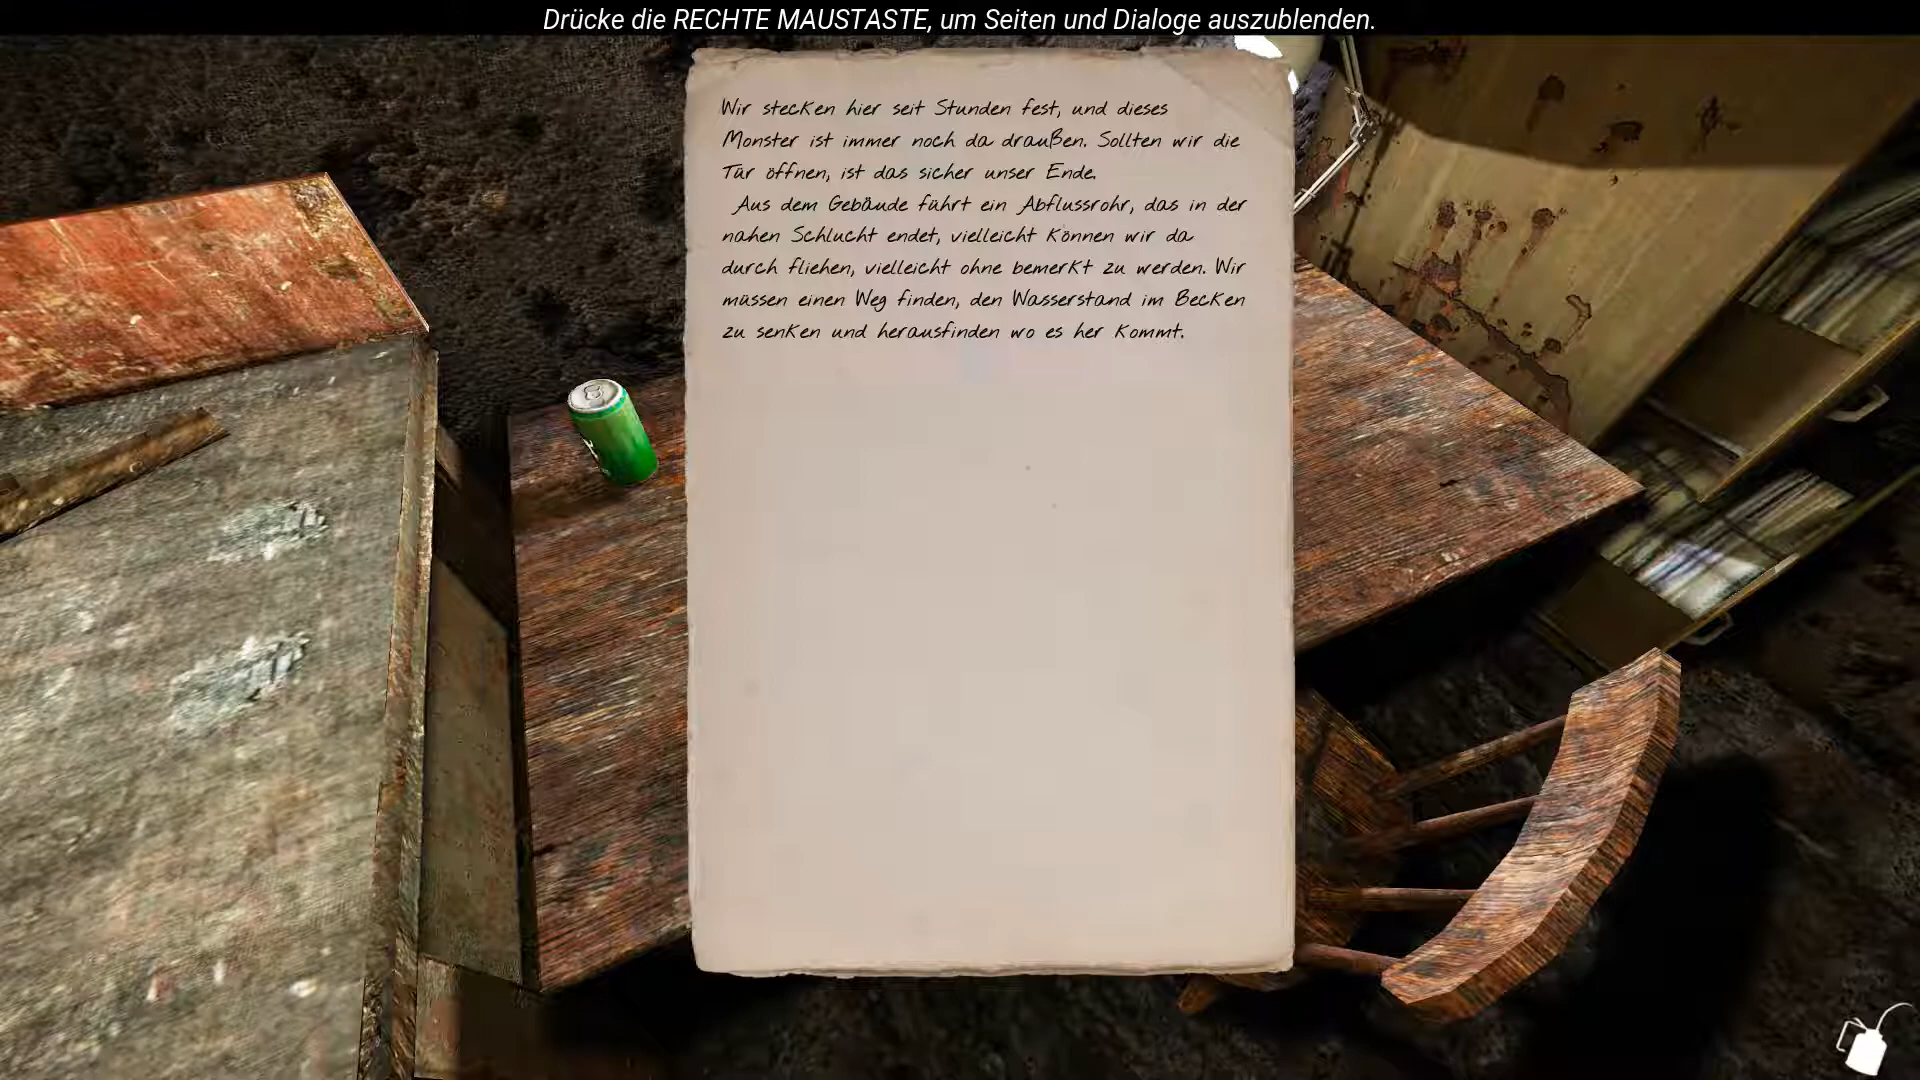 Drücke die RECHTE MAUSTASTE, um Seiten und Dialoge auszublenden.
Wir stecken hier seit Stunden fest, und dieses
Monster ist immer noch da draußen. Sollten wir die
Tür öffnen, ist das sicher unser Ende.
Aus dem Gebäude führt ein Abflussrohr, das in der
nahen Schlucht endet, vielleicht können wir da
durch fliehen, vielleicht ohne bemerkt zu werden. Wir
müssen einen Weg finden, den Wasserstand im Becken
zu senken und herausfinden wo es her kommt.